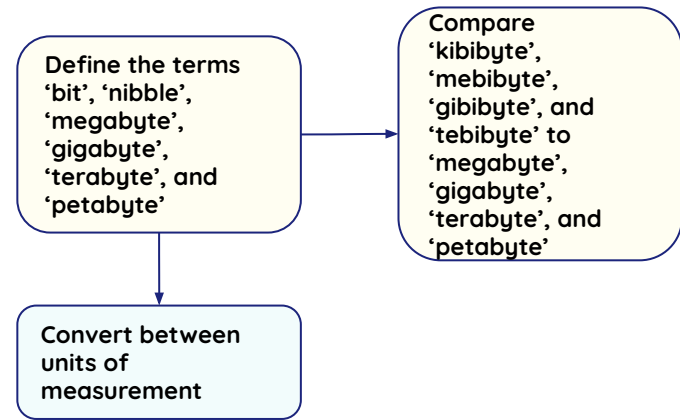 Define the terms
‘bit’, ‘nibble’,
‘megabyte’,
‘gigabyte’,
‘terabyte’, and
‘petabyte’
Compare
‘kibibyte’,
‘mebibyte’,
‘gibibyte’, and
‘tebibyte’ to
‘megabyte’,
‘gigabyte’,
‘terabyte’, and
‘petabyte’
Convert between
units of
measurement